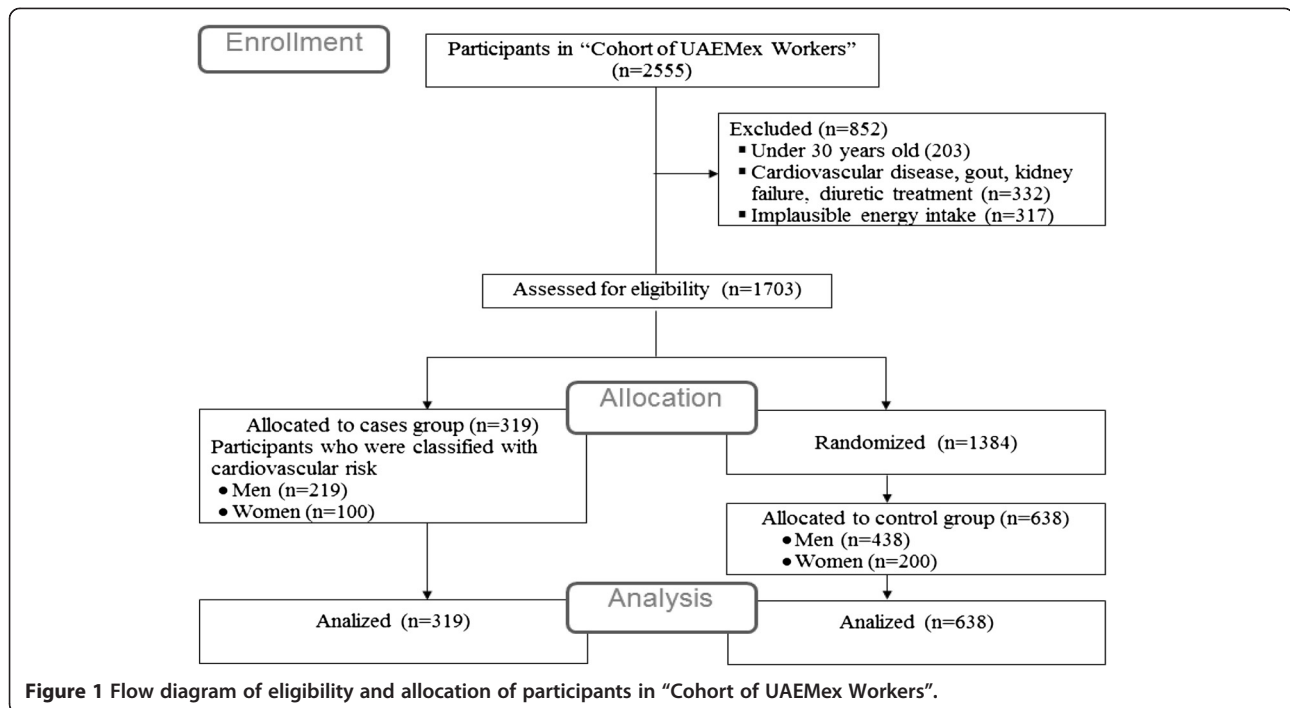 Enrollment
Participants in “Cohort of UAEMex Workers”
(n=2555)
Excluded (n=852)
▪ Under 30 years old (203)
▪ Cardiovascular disease, gout, kidney
failure, diuretic treatment (n=332)
▪ Implausible energy intake (n=317)
Assessed for eligibility (n=1703)
Allocation
Allocated to cases group (n=319)
Participants who were classified with
cardiovascular risk
● Men (n=219)
● Women (n=100)
Randomized (n=1384)
Allocated to control group (n=638)
● Men (n=438)
● Women (n=200)
Analysis
Analized (n=319)
Analized (n=638)
Figure 1 Flow diagram of eligibility and allocation of participants in “Cohort of UAEMex Workers”.